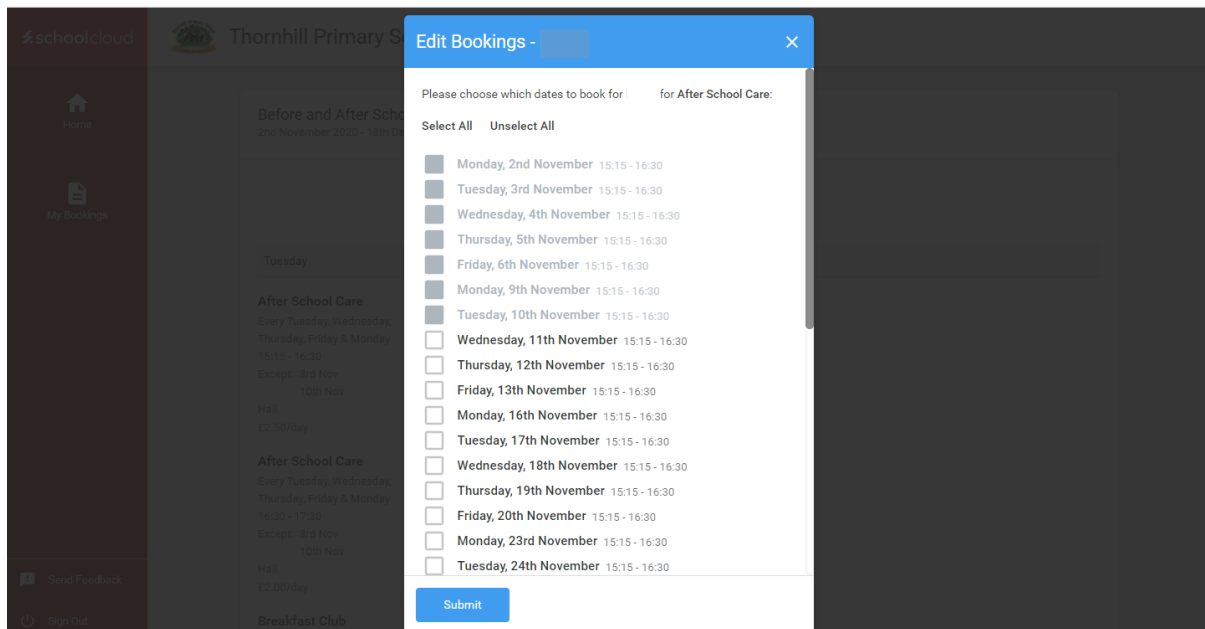 schoolcloud
Thornhill Primary S
Home
My Bookings
Send Feedback
Sign Out
Before and After Scho
2nd November 2020 - 18th De
Tuesday
After School Care
Every Tuesday, Wednesday,
Thursday, Friday & Monday
15:15 - 16:30
Except: 3rd Nov
10th Nov
Hall
£2.50/day
After School Care
Every Tuesday, Wednesday,
Thursday, Friday & Monday
16:30 - 17:30
Except: 3rd Nov
10th Nov
Hall
£2.00/day
Breakfast Club
Edit Bookings -
Please choose which dates to book for for After School Care:
Select All Unselect All
Monday, 2nd November 15:15 - 16:30
Tuesday, 3rd November 15:15 - 16:30
Wednesday, 4th November 15:15 - 16:30
Thursday, 5th November 15:15 - 16:30
Friday, 6th November 15:15 - 16:30
Monday, 9th November 15:15 - 16:30
Tuesday, 10th November 15:15 - 16:30
Wednesday, 11th November 15:15 - 16:30
Thursday, 12th November 15:15 - 16:30
Friday, 13th November 15:15 - 16:30
Monday, 16th November 15:15 - 16:30
Tuesday, 17th November 15:15 - 16:30
Wednesday, 18th November 15:15 - 16:30
Thursday, 19th November 15:15 - 16:30
Friday, 20th November 15:15 - 16:30
Monday, 23rd November 15:15 - 16:30
Tuesday, 24th November 15:15 - 16:30
Submit